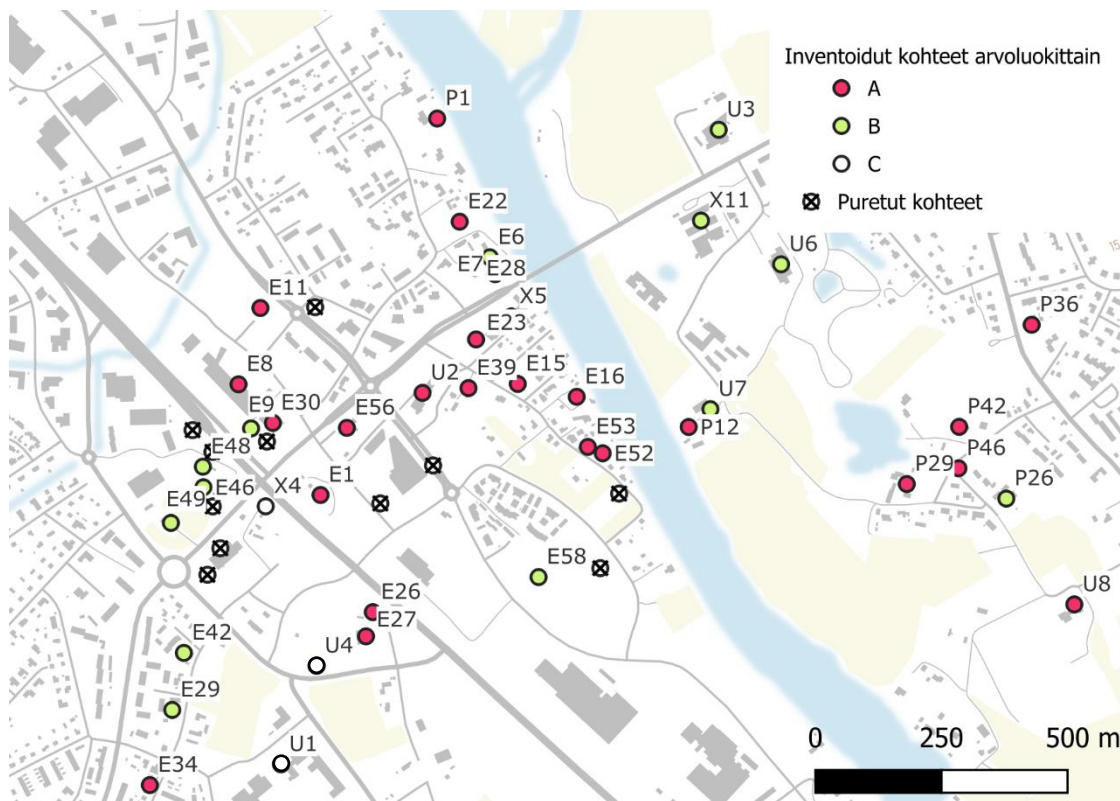 Inventoidut kohteet arvoluokittain
A
B
C
Puretut kohteet
P1
U3
E22
X11
E6
E7
E28
U6
X5
E11
E23
P36
E8
U2
E39
E15
E16
U7
E9
E30
E56
P12
P42
E53
E52
E48
P46
P29
P26
E46
X4
E1
E49
E58
U8
E26
E27
U4
E42
E29
U1
E34
0
250
500 m